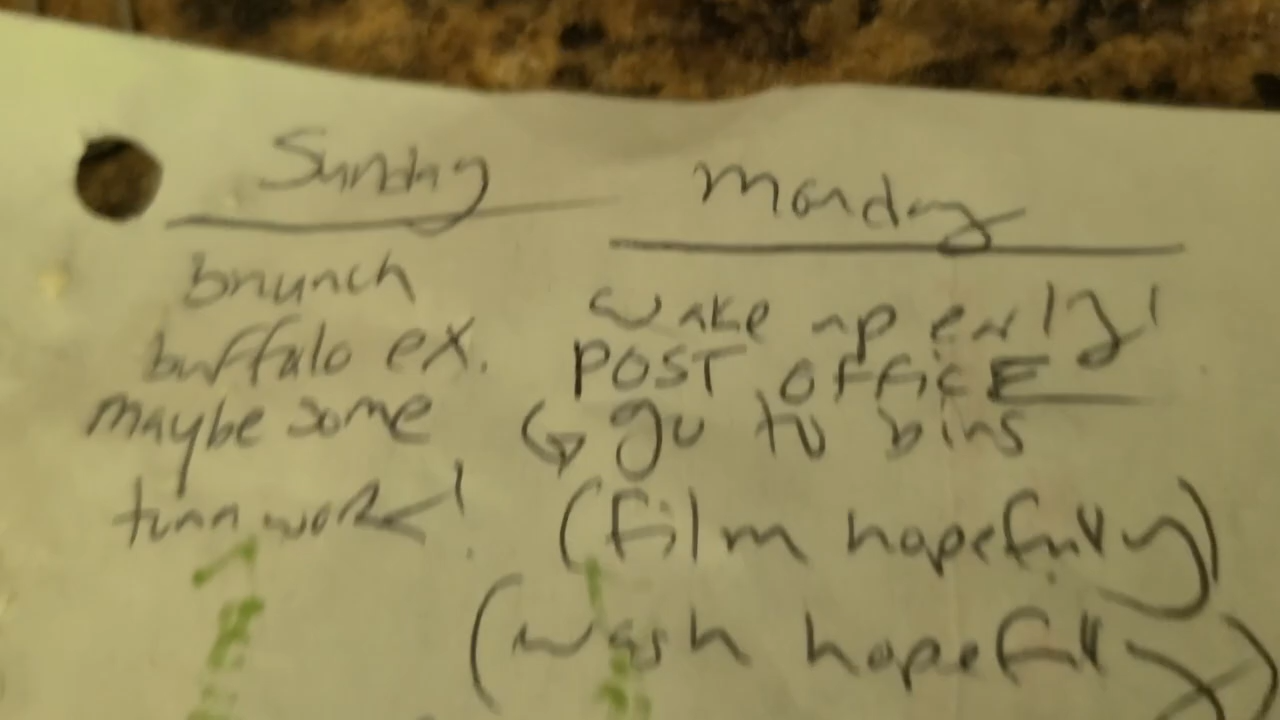 Sunday
brunch
buffalo ex.
maybe some
work!
Monday
wake up early!
POST OFFICE
go to bins
(film hopefully)
(wash hopefully)